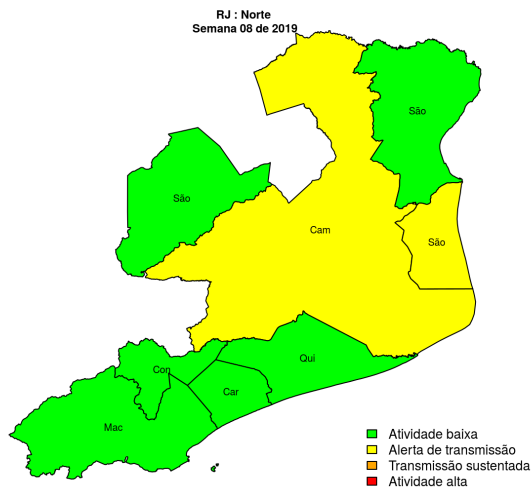 RJ : Norte
Semana 08 de 2019
São
São
Cam
São
Qui
Con
Car
Mac
Atividade baixa
Alerta de transmissão
Transmissão sustentada
Atividade alta